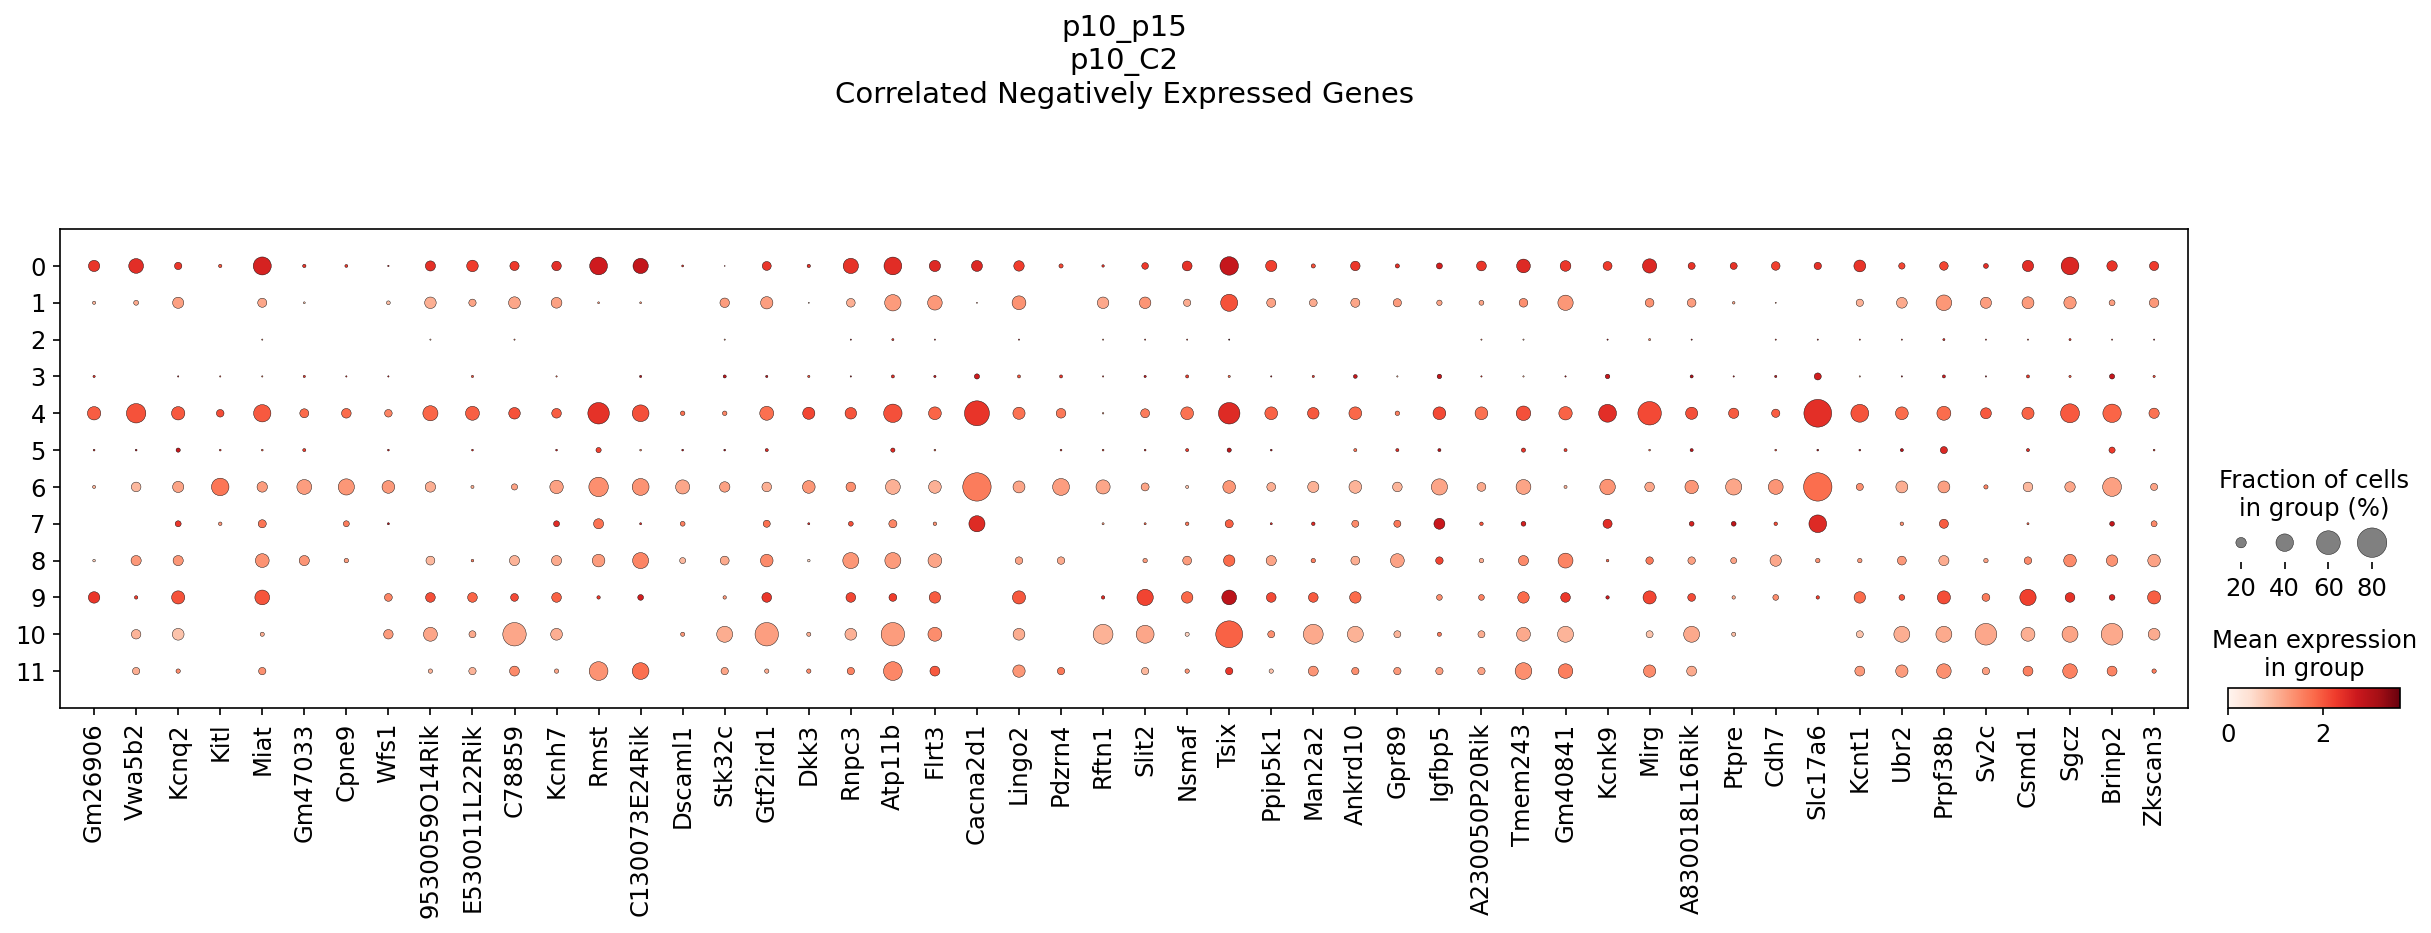 p10_p15
p10_C2
Correlated Negatively Expressed Genes
0
1
2
3
4
5
6
7
8
9
10
11
Gm26906
Vwa5b2
Kcnq2
Kitl
Miat
Gm47033
Cpne9
Wfs1
9530059O14Rik
E530011L22Rik
C78859
Kcnh7
Rmst
C130073E24Rik
Dscaml1
Stk32c
Gtf2ird1
Dkk3
Rnpc3
Atp11b
Flrt3
Cacna2d1
Lingo2
Pdzrn4
Rftn1
Slit2
Nsmaf
Tsix
Ppip5k1
Man2a2
Ankrd10
Gpr89
Igfbp5
A230050P20Rik
Tmem243
Gm40841
Kcnk9
Mirg
A830018L16Rik
Ptpre
Cdh7
Slc17a6
Kcnt1
Ubr2
Prpf38b
Sv2c
Csmd1
Sgcz
Brinp2
Zkscan3
Fraction of cells
in group (%)
20 40 60 80
Mean expression
in group
0 2